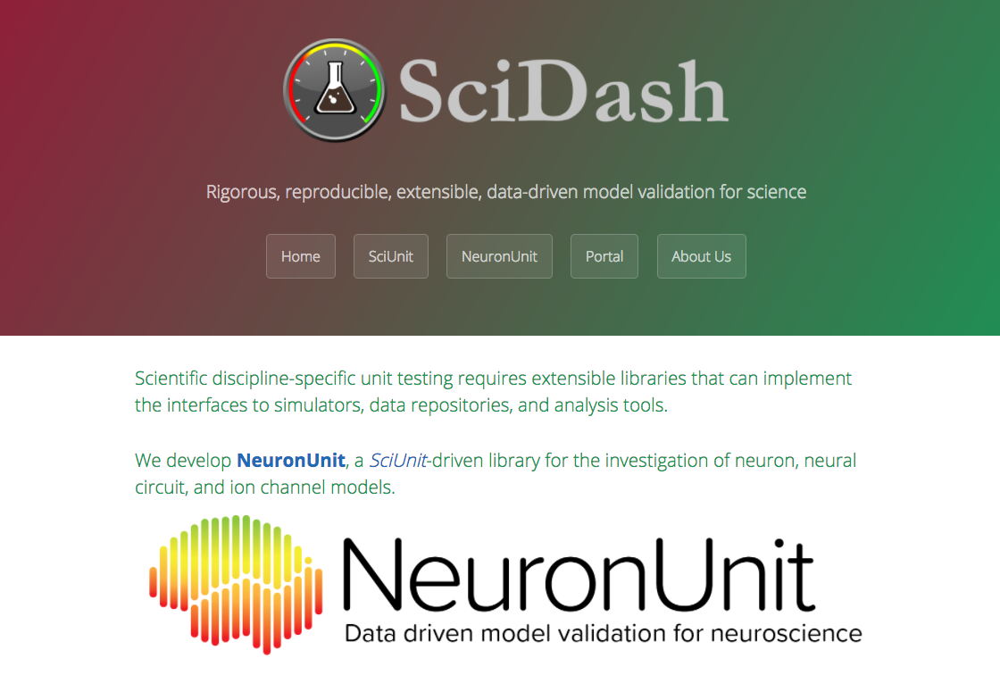 SciDash
Rigorous, reproducible, extensible, data-driven model validation for science
Home SciUnit NeuronUnit Portal About Us
Scientific discipline-specific unit testing requires extensible libraries that can implement
the interfaces to simulators, data repositories, and analysis tools.
We develop NeuronUnit, a SciUnit-driven library for the investigation of neuron, neural
circuit, and ion channel models.
NeuronUnit
Data driven model validation for neuroscience